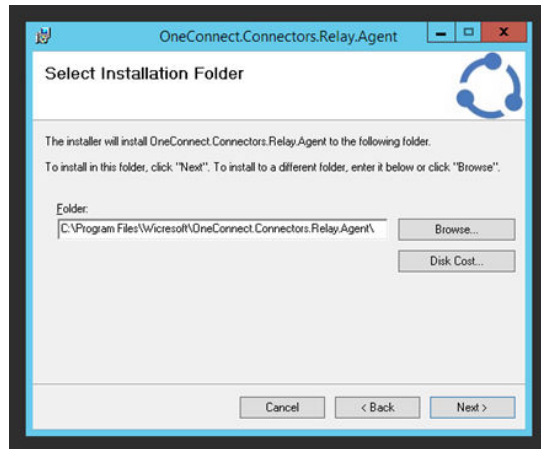 OneConnect.Connectors.Relay.Agent
Select Installation Folder
The installer will install OneConnect.Connectors.Relay.Agent to the following folder.
To install in this folder, click "Next". To install to a different folder, enter it below or click "Browse".
Folder:
C:\Program Files\Wicresoft\OneConnect.Connectors.Relay.Agent\
Browse...
Disk Cost...
Cancel
< Back
Next >